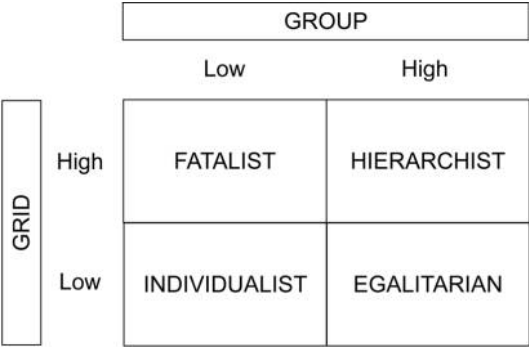 GROUP
Low High
High FATALIST HIERARCHIST
GRID
Low INDIVIDUALIST EGALITARIAN